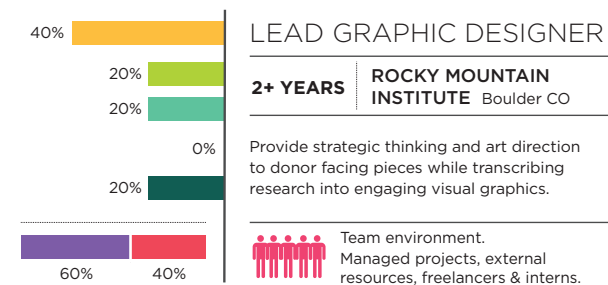 40%
20%
20%
0%
20%
60%
40%
LEAD GRAPHIC DESIGNER
2+ YEARS
ROCKY MOUNTAIN
INSTITUTE Boulder CO
Provide strategic thinking and art direction
to donor facing pieces while transcribing
research into engaging visual graphics.
Team environment.
Managed projects, external
resources, freelancers & interns.